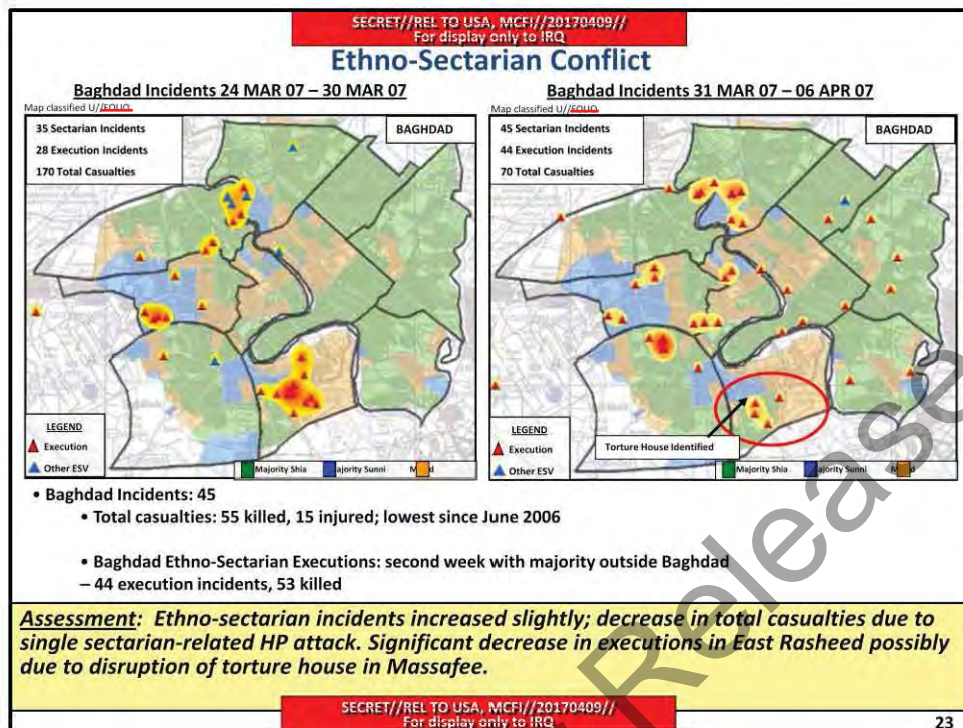 SECRET//REL TO USA, MCFI//20170409//
For display only to IRQ
Ethno-Sectarian Conflict
Baghdad Incidents 24 MAR 07 – 30 MAR 07
Map classified U//FOUO
35 Sectarian Incidents
28 Execution Incidents
170 Total Casualties
BAGHDAD
LEGEND
Execution
Other ESV
Majority Shia
ajority Sunni
Baghdad Incidents 31 MAR 07 – 06 APR 07
Map classified U//FOUO
45 Sectarian Incidents
44 Execution Incidents
70 Total Casualties
BAGHDAD
Torture House Identified
LEGEND
Execution
Other ESV
Majority Shia
ajority Sunni
• Baghdad Incidents: 45
• Total casualties: 55 killed, 15 injured; lowest since June 2006
• Baghdad Ethno-Sectarian Executions: second week with majority outside Baghdad
– 44 execution incidents, 53 killed
Assessment: Ethno-sectarian incidents increased slightly; decrease in total casualties due to
single sectarian-related HP attack. Significant decrease in executions in East Rasheed possibly
due to disruption of torture house in Massafee.
SECRET//REL TO USA, MCFI//20170409//
For display only to IRQ
23
Release